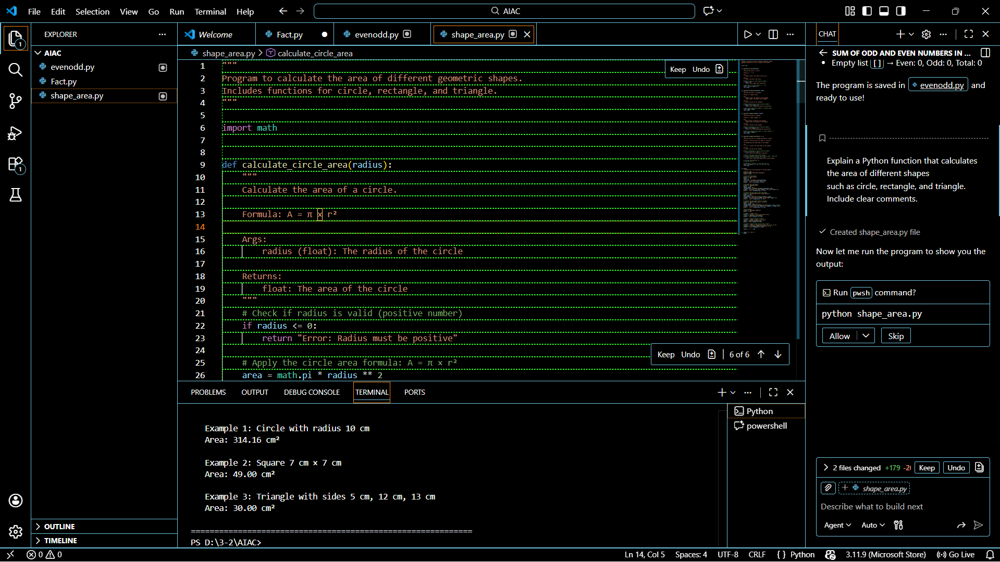 File Edit Selection View Go Run Terminal Help
AIAC
EXPLORER
AIAC
evenodd.py
Fact.py
shape_area.py
OUTLINE
TIMELINE
1
1
Welcome
Fact.py
evenodd.py
shape_area.py
shape_area.py > calculate_circle_area
Keep Undo
1 """
2 Program to calculate the area of different geometric shapes.
3 Includes functions for circle, rectangle, and triangle.
4 """
5
6 import math
7
8
9 def calculate_circle_area(radius):
10 """
11 Calculate the area of a circle.
12
13 Formula: A = π × r²
14
15 Args:
16 radius (float): The radius of the circle
17
18 Returns:
19 float: The area of the circle
20 """
21 # Check if radius is valid (positive number)
22 if radius <= 0:
23 return "Error: Radius must be positive"
24
25 # Apply the circle area formula: A = π × r²
26 area = math.pi * radius ** 2
Keep Undo 6 of 6
PROBLEMS OUTPUT DEBUG CONSOLE TERMINAL PORTS
Example 1: Circle with radius 10 cm
Area: 314.16 cm²
Example 2: Square 7 cm × 7 cm
Area: 49.00 cm²
Example 3: Triangle with sides 5 cm, 12 cm, 13 cm
Area: 30.00 cm²
============================================================
PS D:\3-2\AIAC>
Python
powershell
CHAT
SUM OF ODD AND EVEN NUMBERS IN ...
• Empty list [] → Even: 0, Odd: 0, Total: 0
The program is saved in evenodd.py and
ready to use!
Explain a Python function that calculates
the area of different shapes
such as circle, rectangle, and triangle.
Include clear comments.
Created shape_area.py file
Now let me run the program to show you the
output:
Run pwsh command?
python shape_area.py
Allow Skip
2 files changed +179 Keep Undo
shape_area.py
Describe what to build next
Agent Auto
0 0
Ln 14, Col 5 Spaces: 4 UTF-8 CRLF {} Python 3.11.9 (Microsoft Store) Go Live